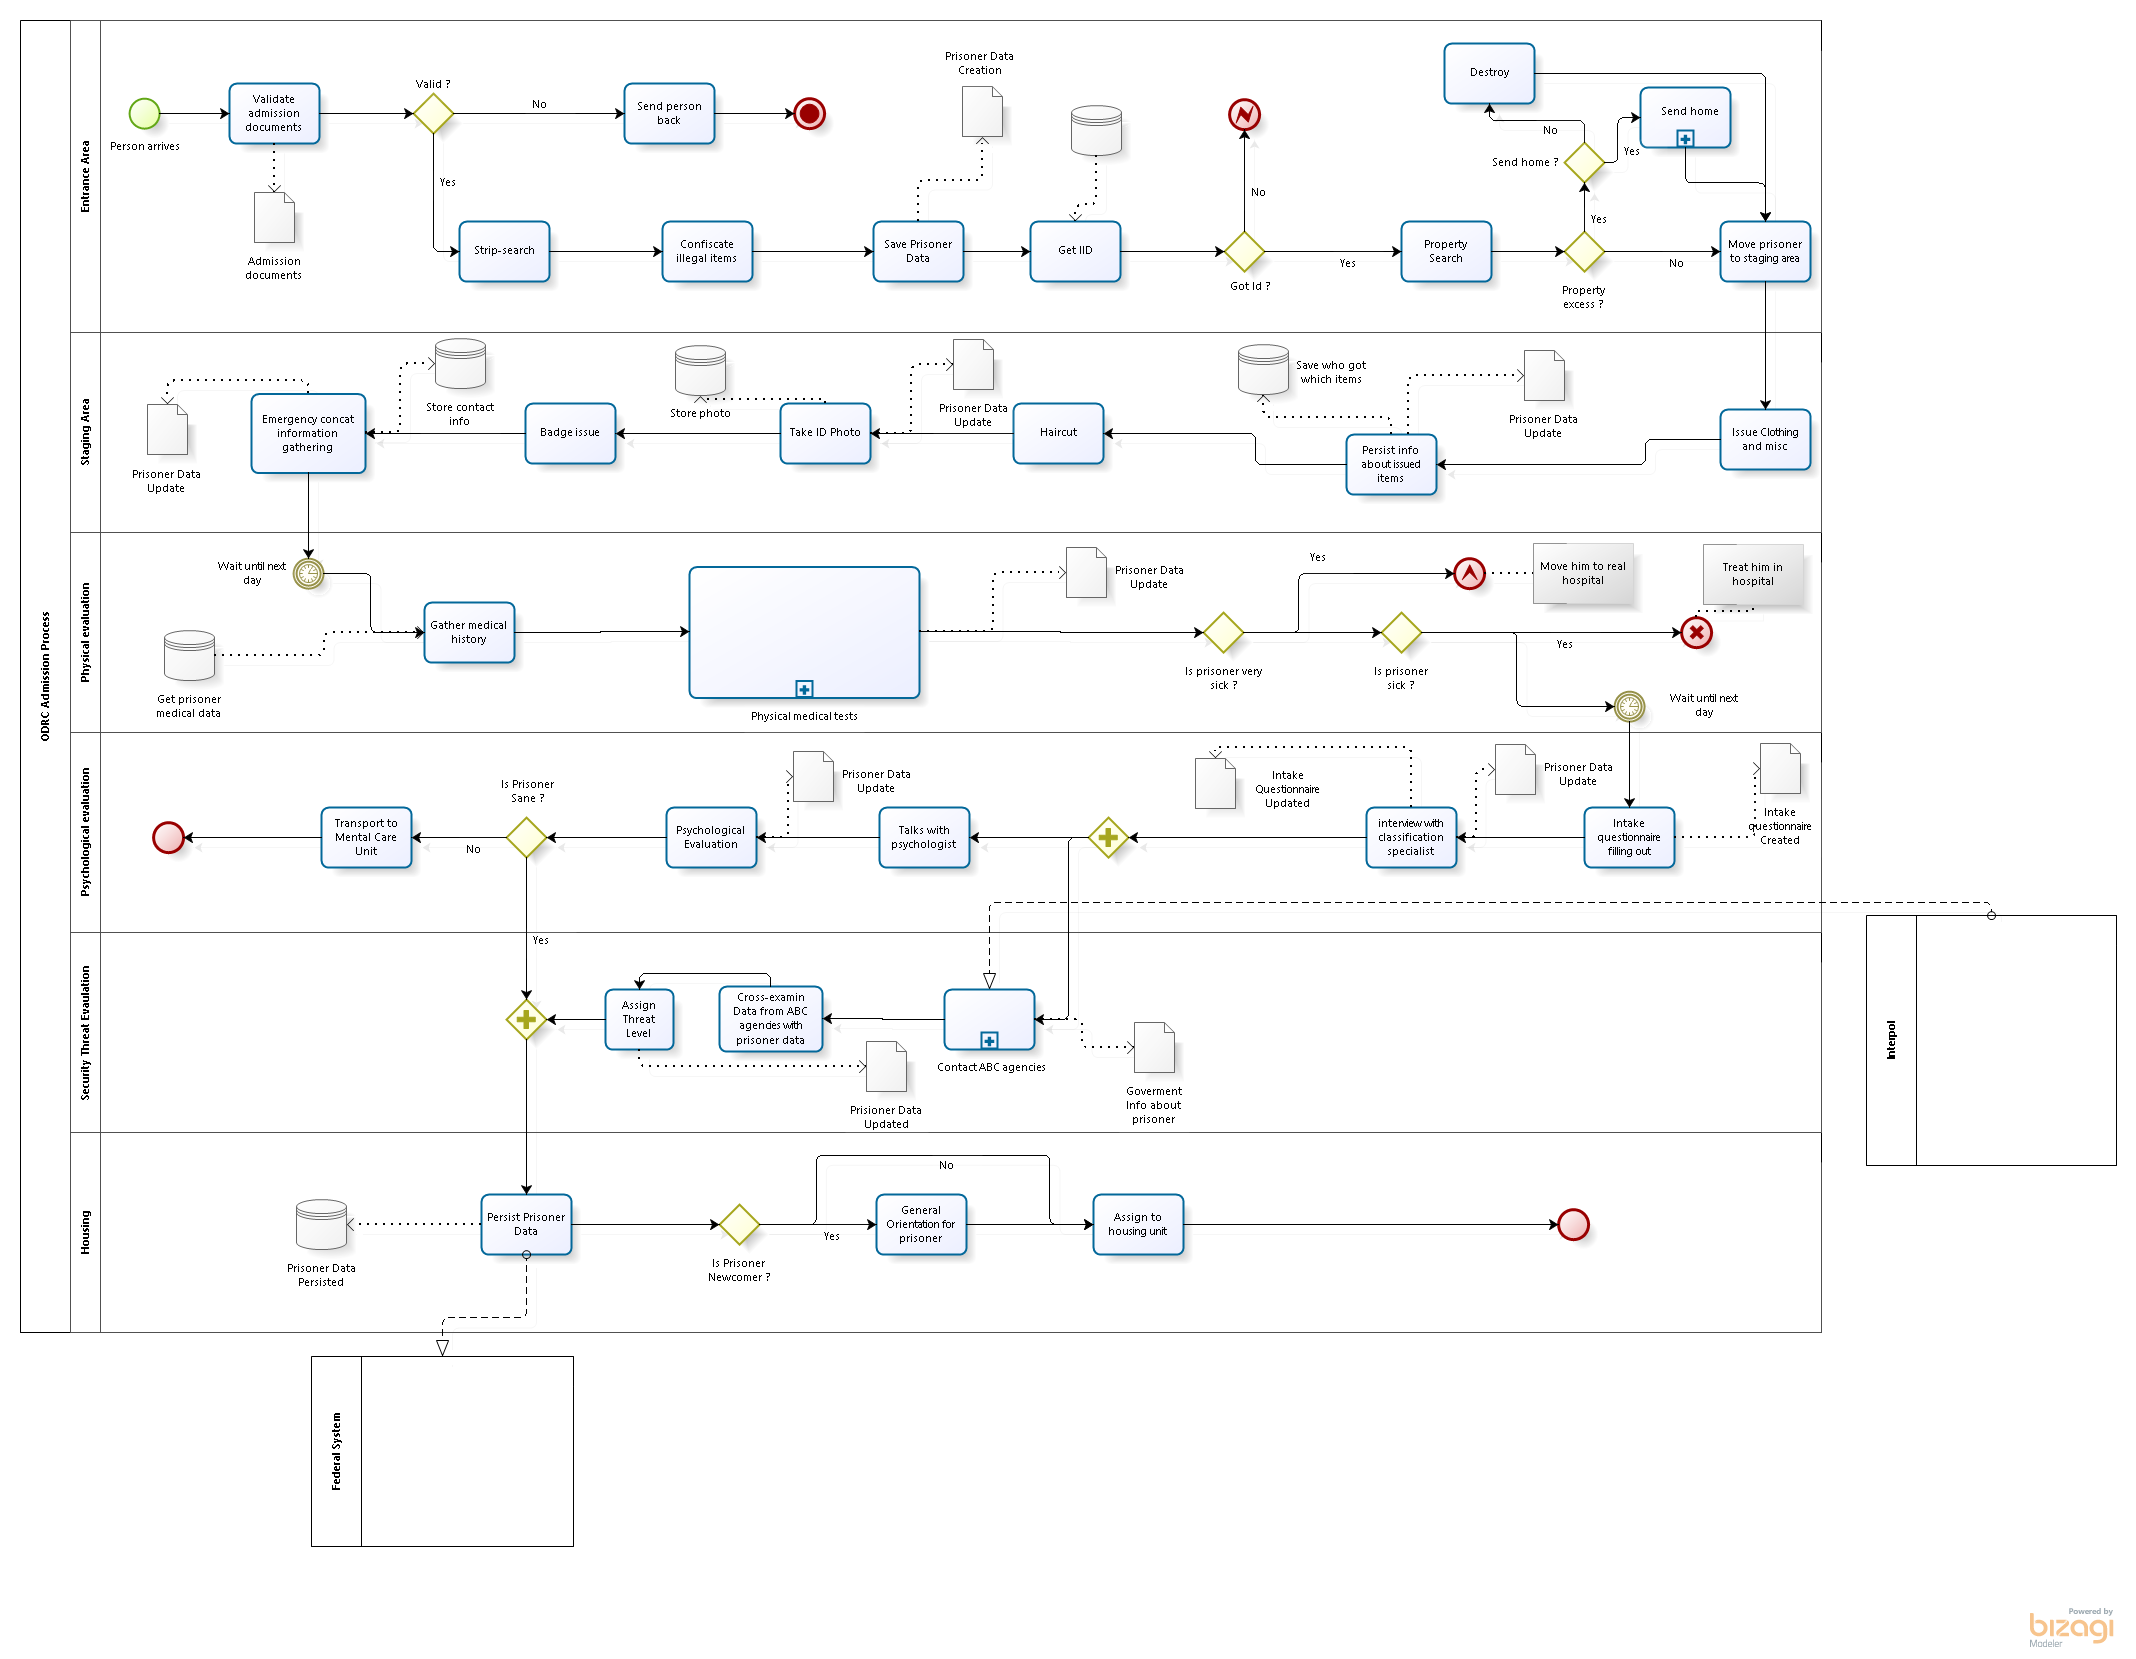 ODRC Admission Process
Entrance Area
Person arrives
Validate
admission
documents
Admission
documents
Valid ?
No
Yes
Send person
back
Strip-search
Confiscate
illegal items
Save Prisoner
Data
Prisoner Data
Creation
Get IID
Got Id ?
No
Yes
Property
Search
Property
excess ?
Yes
No
Send home ?
No
Yes
Destroy
Send home
Move prisoner
to staging area
Staging Area
Issue Clothing
and misc
Persist info
about issued
items
Save who got
which items
Prisoner Data
Update
Haircut
Prisoner Data
Update
Take ID Photo
Store photo
Badge issue
Store contact
info
Emergency concat
information
gathering
Prisoner Data
Update
Physical evaluation
Wait until next
day
Get prisoner
medical data
Gather medical
history
Physical medical tests
Prisoner Data
Update
Is prisoner very
sick ?
Yes
Move him to real
hospital
Is prisoner
sick ?
Yes
Treat him in
hospital
Wait until next
day
Psychological evaluation
Intake
questionnaire
filling out
Intake
questionnaire
Created
Prisoner Data
Update
interview with
classification
specialist
Intake
Questionnaire
Updated
Talks with
psychologist
Prisoner Data
Update
Psychological
Evaluation
Is Prisoner
Sane ?
No
Yes
Transport to
Mental Care
Unit
Security Threat Evaulation
Contact ABC agencies
Goverment
Info about
prisoner
Cross-examin
Data from ABC
agencies with
prisoner data
Assign
Threat
Level
Prisioner Data
Updated
Interpol
Housing
Persist Prisoner
Data
Prisoner Data
Persisted
Is Prisoner
Newcomer ?
No
Yes
General
Orientation for
prisoner
Assign to
housing unit
Federal System
Powered by
bizagi
Modeler